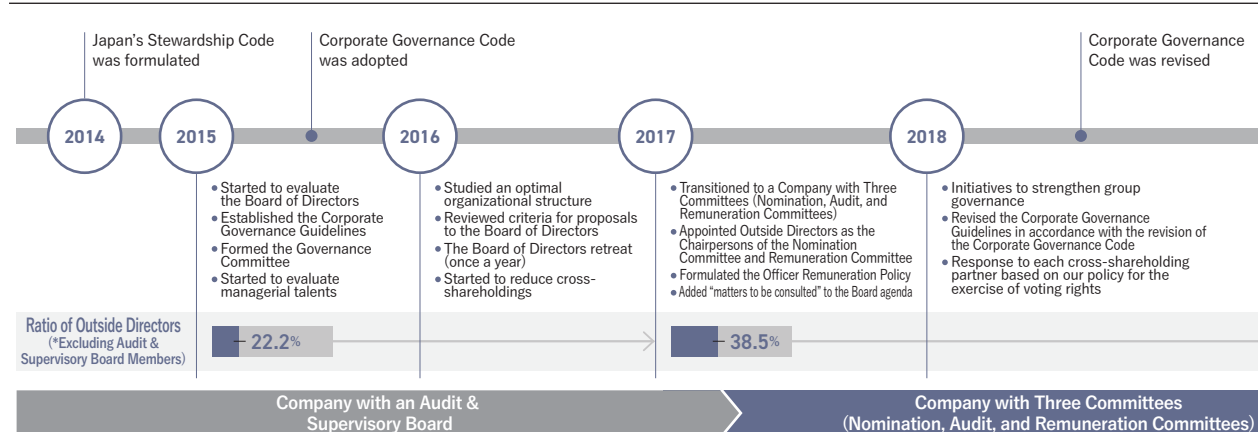 Japan's Stewardship Code
was formulated
Corporate Governance Code
was adopted
Corporate Governance
Code was revised
2014
2015
2016
2017
2018
• Started to evaluate
the Board of Directors
• Established the Corporate
Governance Guidelines
• Formed the Governance
Committee
• Started to evaluate
managerial talents
• Studied an optimal
organizational structure
• Reviewed criteria for proposals
to the Board of Directors
• The Board of Directors retreat
(once a year)
• Started to reduce cross-
shareholdings
• Transitioned to a Company with Three
Committees (Nomination, Audit, and
Remuneration Committees)
• Appointed Outside Directors as the
Chairpersons of the Nomination
Committee and Remuneration Committee
• Formulated the Officer Remuneration Policy
• Added "matters to be consulted" to the Board agenda
• Initiatives to strengthen group
governance
• Revised the Corporate Governance
Guidelines in accordance with the revision of
the Corporate Governance Code
• Response to each cross-shareholding
partner based on our policy for the
exercise of voting rights
Ratio of Outside Directors
(*Excluding Audit &
Supervisory Board Members)
22.2%
38.5%
Company with an Audit &
Supervisory Board
Company with Three Committees
(Nomination, Audit, and Remuneration Committees)